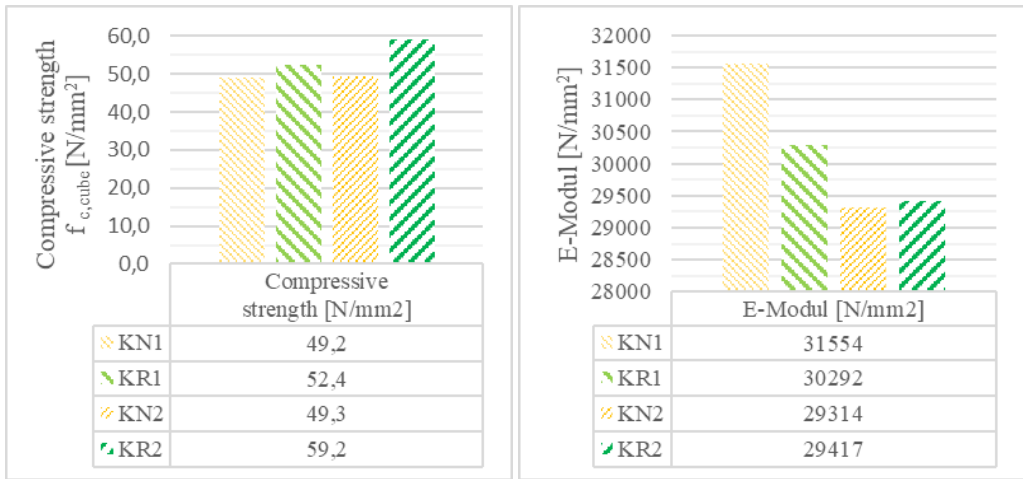 Compressive strength
f c,cube [N/mm²]
60,0
50,0
40,0
30,0
20,0
10,0
0,0
Compressive
strength [N/mm2]
KN1 49,2
KR1 52,4
KN2 49,3
KR2 59,2
E-Modul [N/mm²]
32000
31500
31000
30500
30000
29500
29000
28500
28000
E-Modul [N/mm2]
KN1 31554
KR1 30292
KN2 29314
KR2 29417